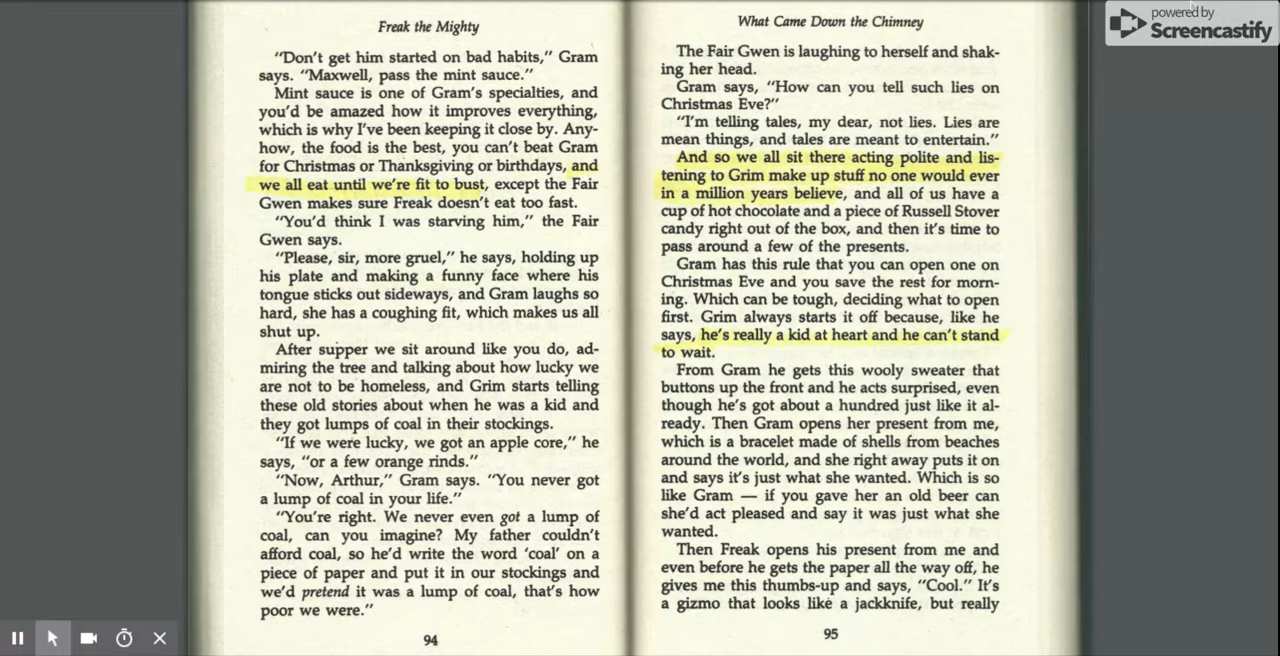 Freak the Mighty
"Don't get him started on bad habits," Gram
says. "Maxwell, pass the mint sauce."
Mint sauce is one of Gram's specialties, and
you'd be amazed how it improves everything,
which is why I've been keeping it close by. Any-
how, the food is the best, you can't beat Gram
for Christmas or Thanksgiving or birthdays, and
we all eat until we're fit to bust, except the Fair
Gwen makes sure Freak doesn't eat too fast.
"You'd think I was starving him," the Fair
Gwen says.
"Please, sir, more gruel," he says, holding up
his plate and making a funny face where his
tongue sticks out sideways, and Gram laughs so
hard, she has a coughing fit, which makes us all
shut up.
After supper we sit around like you do, ad-
miring the tree and talking about how lucky we
are not to be homeless, and Grim starts telling
these old stories about when he was a kid and
they got lumps of coal in their stockings.
"If we were lucky, we got an apple core," he
says, "or a few orange rinds."
"Now, Arthur," Gram says. "You never got
a lump of coal in your life."
"You're right. We never even got a lump of
coal, can you imagine? My father couldn't
afford coal, so he'd write the word 'coal' on a
piece of paper and put it in our stockings and
we'd pretend it was a lump of coal, that's how
poor we were."
94
What Came Down the Chimney
The Fair Gwen is laughing to herself and shak-
ing her head.
Gram says, "How can you tell such lies on
Christmas Eve?"
"I'm telling tales, my dear, not lies. Lies are
mean things, and tales are meant to entertain."
And so we all sit there acting polite and lis-
tening to Grim make up stuff no one would ever
in a million years believe, and all of us have a
cup of hot chocolate and a piece of Russell Stover
candy right out of the box, and then it's time to
pass around a few of the presents.
Gram has this rule that you can open one on
Christmas Eve and you save the rest for morn-
ing. Which can be tough, deciding what to open
first. Grim always starts it off because, like he
says, he's really a kid at heart and he can't stand
to wait.
From Gram he gets this wooly sweater that
buttons up the front and he acts surprised, even
though he's got about a hundred just like it al-
ready. Then Gram opens her present from me,
which is a bracelet made of shells from beaches
around the world, and she right away puts it on
and says it's just what she wanted. Which is so
like Gram — if you gave her an old beer can
she'd act pleased and say it was just what she
wanted.
Then Freak opens his present from me and
even before he gets the paper all the way off, he
gives me this thumbs-up and says, "Cool." It's
a gizmo that looks like a jackknife, but really
95
powered by
Screencastify